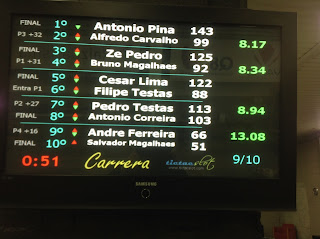 FINAL 1º Antonio Pina 143
P3 +32 2º Alfredo Carvalho 99 8.17
FINAL 3º Ze Pedro 125
P1 +31 4º Bruno Magalhaes 92 8.34
FINAL 5º Cesar Lima 122
Entra P1 6º Filipe Testas 88
P2 +27 7º Pedro Testas 113 8.94
FINAL 8º Antonio Correira 103
P4 +16 9º Andre Ferreira 66 13.08
FINAL 10º Salvador Magalhaes 51
0:51 Carrera 9/10
SAMSUNG